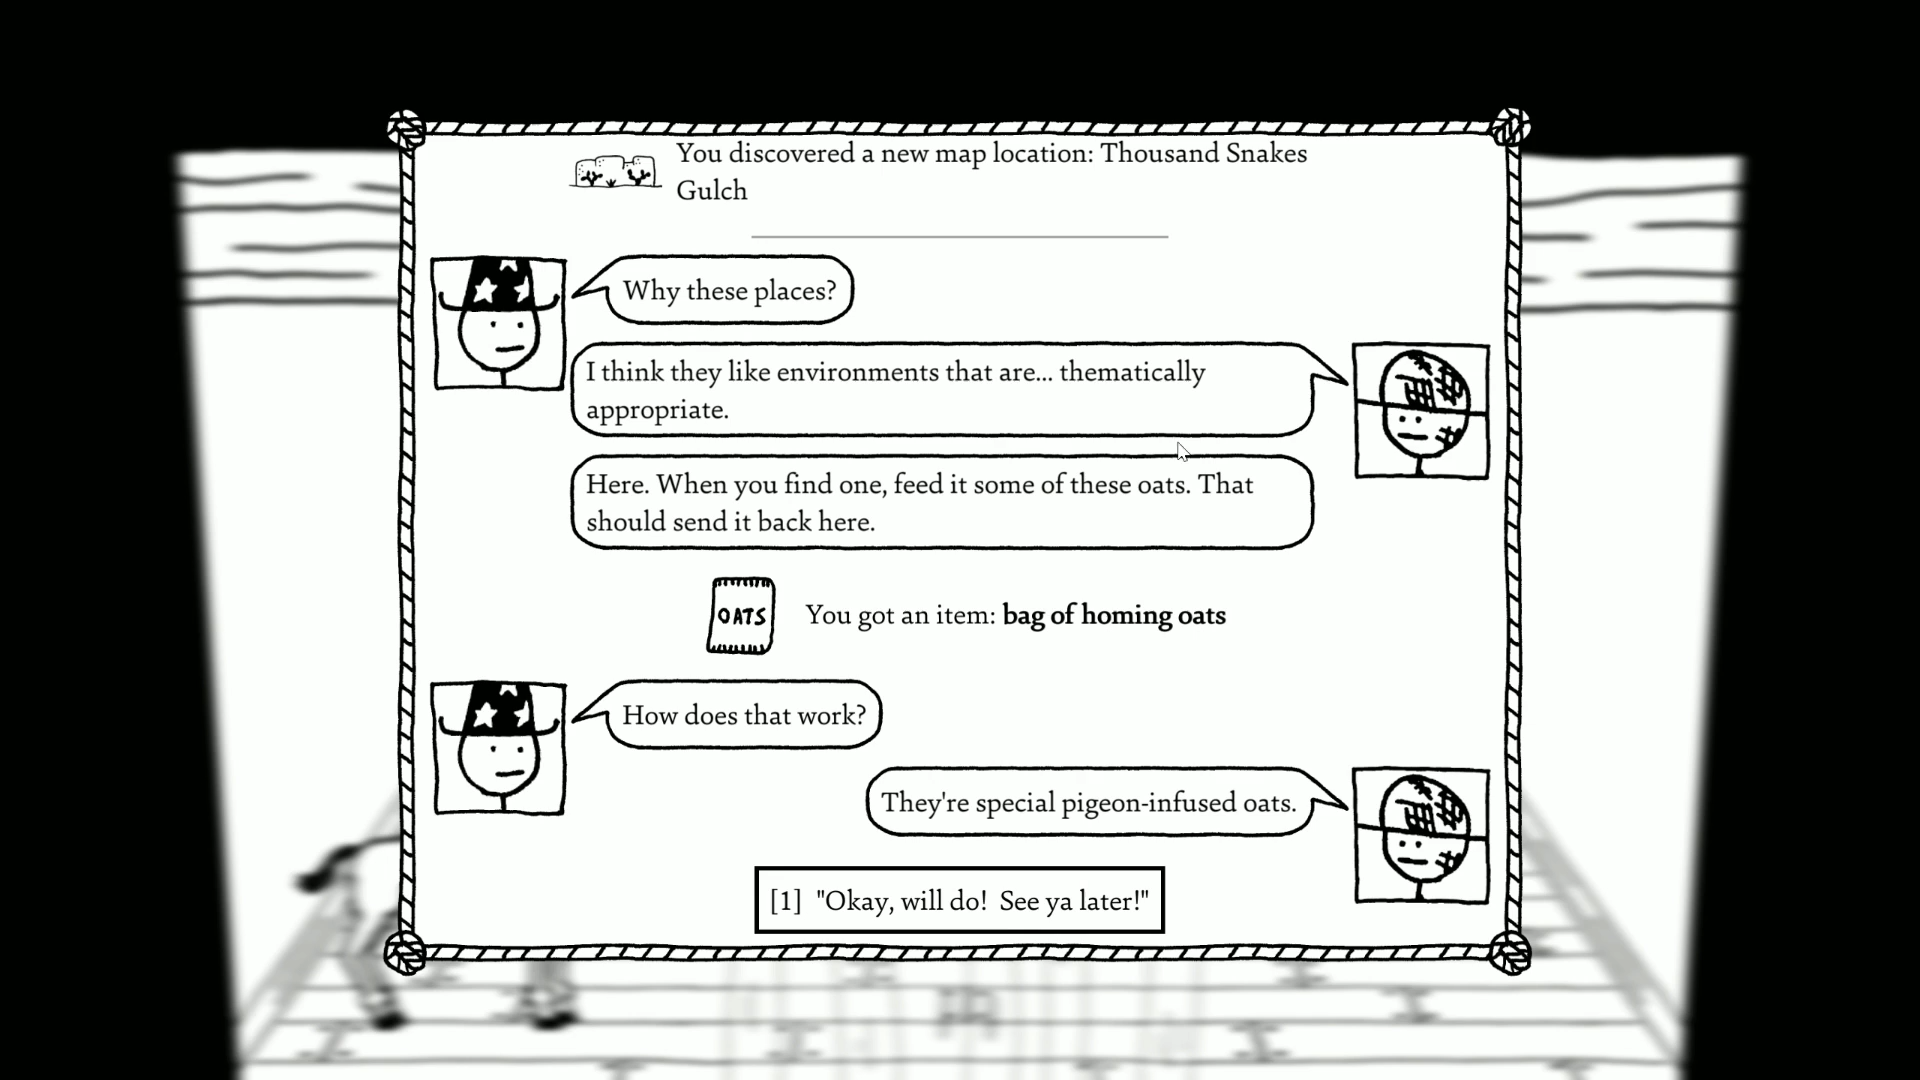 You discovered a new map location: Thousand Snakes
Gulch
Why these places?
I think they like environments that are... thematically
appropriate.
Here. When you find one, feed it some of these oats. That
should send it back here.
OATS
You got an item: bag of homing oats
How does that work?
They're special pigeon-infused oats.
[1] "Okay, will do! See ya later!"